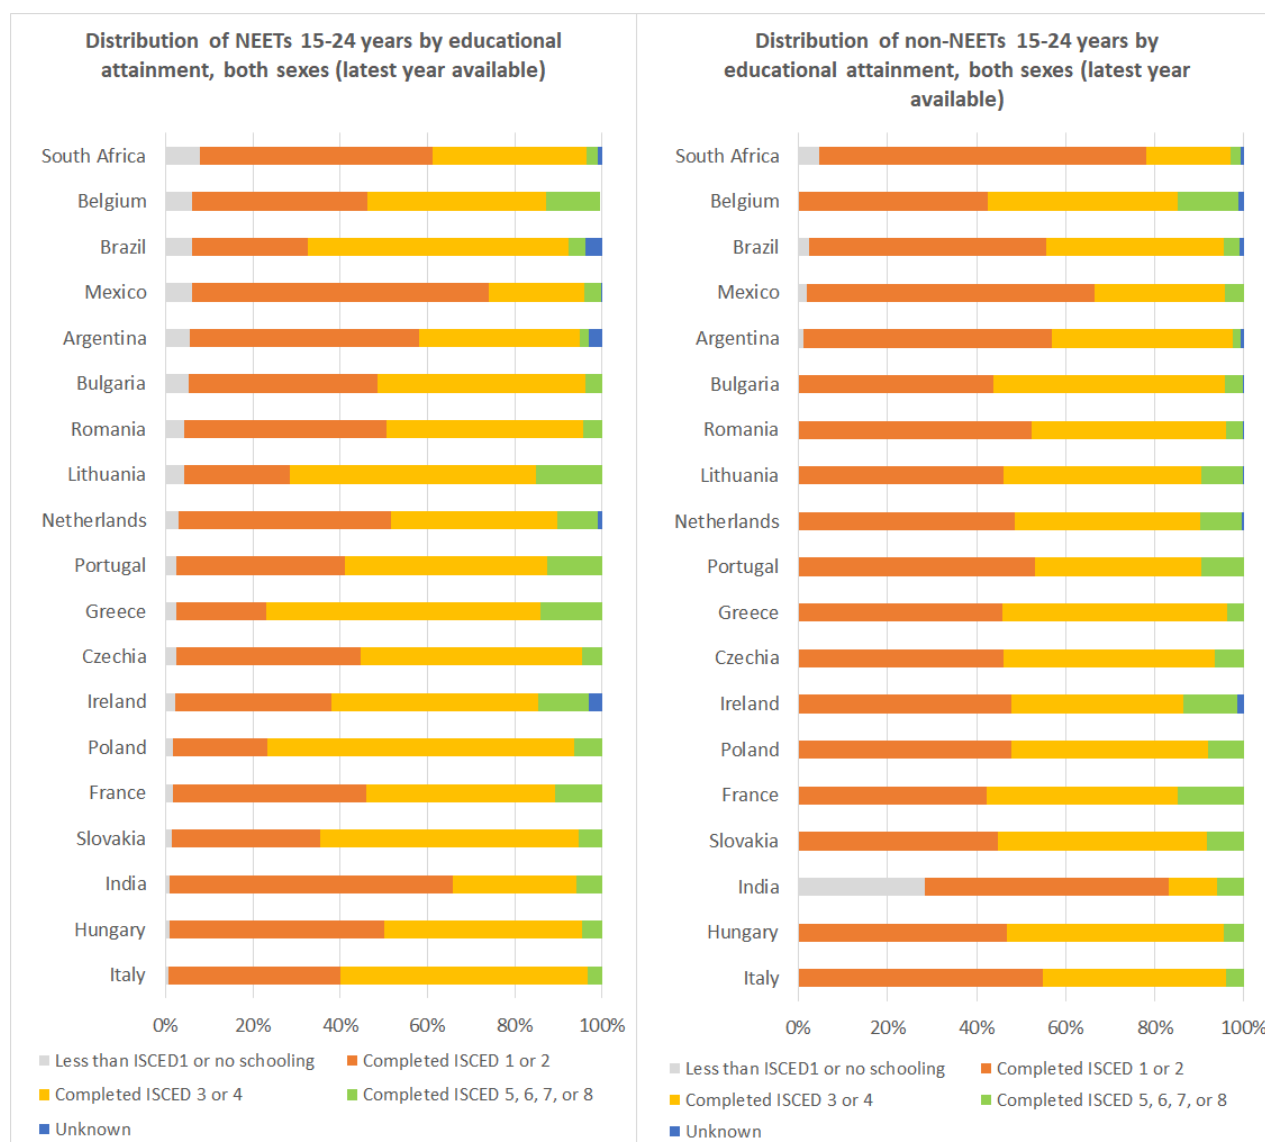 Distribution of NEETs 15-24 years by educational
attainment, both sexes (latest year available)
South Africa
Belgium
Brazil
Mexico
Argentina
Bulgaria
Romania
Lithuania
Netherlands
Portugal
Greece
Czechia
Ireland
Poland
France
Slovakia
India
Hungary
Italy
0% 20% 40% 60% 80% 100%
Less than ISCED1 or no schooling Completed ISCED 1 or 2
Completed ISCED 3 or 4 Completed ISCED 5, 6, 7, or 8
Unknown
Distribution of non-NEETs 15-24 years by
educational attainment, both sexes (latest year
available)
South Africa
Belgium
Brazil
Mexico
Argentina
Bulgaria
Romania
Lithuania
Netherlands
Portugal
Greece
Czechia
Ireland
Poland
France
Slovakia
India
Hungary
Italy
0% 20% 40% 60% 80% 100%
Less than ISCED1 or no schooling Completed ISCED 1 or 2
Completed ISCED 3 or 4 Completed ISCED 5, 6, 7, or 8
Unknown